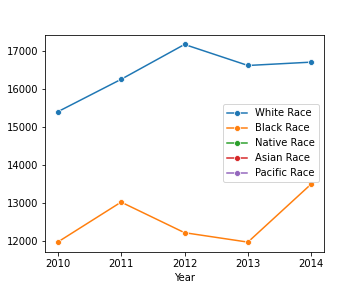 17000
16000
15000
14000
13000
12000
White Race
Black Race
Native Race
Asian Race
Pacific Race
2010 2011 2012 2013 2014
Year